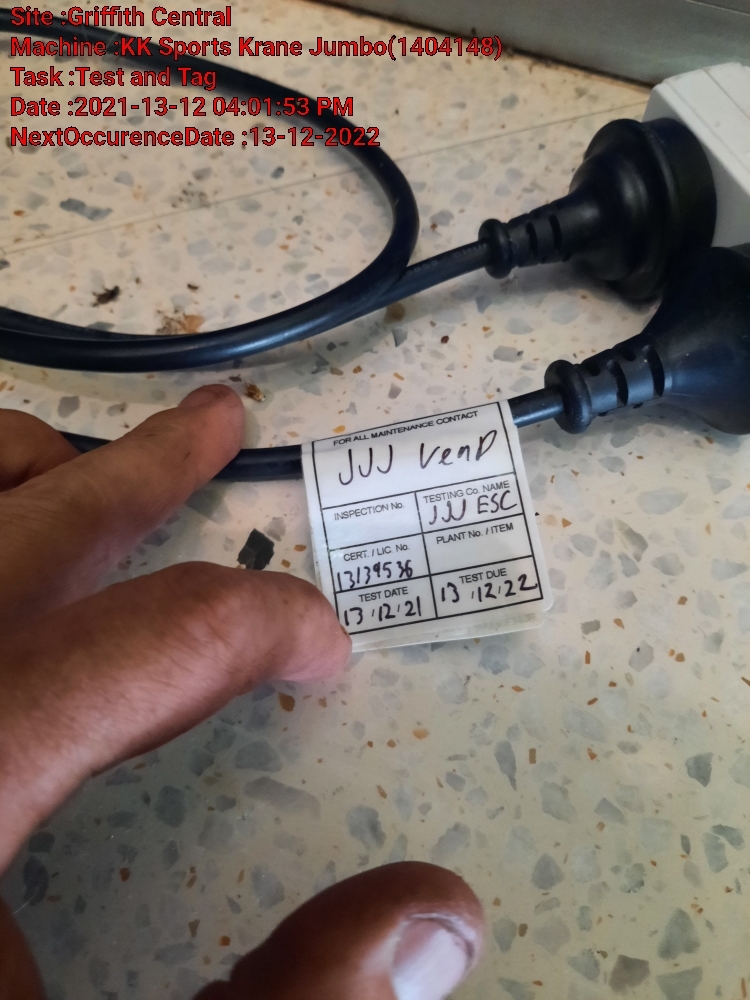 Site :Griffith Central
Machine :KK Sports Krane Jumbo(1404148)
Task :Test and Tag
Date :2021-13-12 04:01:53 PM
NextOccurenceDate :13-12-2022
FOR ALL MAINTENANCE CONTACT
JJJ VenD
INSPECTION No.
TESTING Co. NAME
JJJ ESC
CERT. / LIC. No.
13139536
PLANT No. / ITEM
TEST DATE
13/12/21
TEST DUE
13/12/22